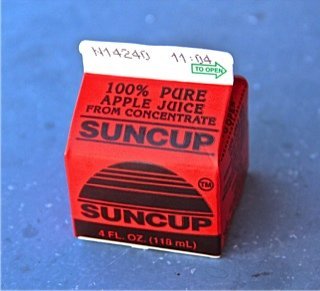 H14240 11:04
TO OPEN
100% PURE
APPLE JUICE
FROM CONCENTRATE
SUNCUP
TM
SUNCUP
4 FL. OZ. (118 mL)